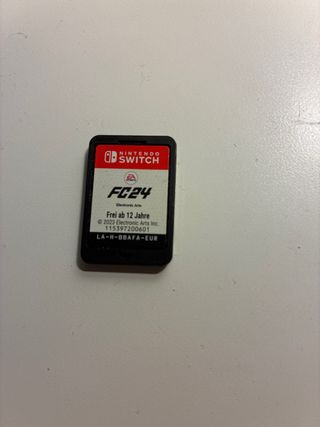 NINTENDO
SWITCH
EA
FC24
Electronic Arts
Frei ab 12 Jahre
© 2023 Electronic Arts Inc.
115397200601
LA-H-BBAFA-EUR